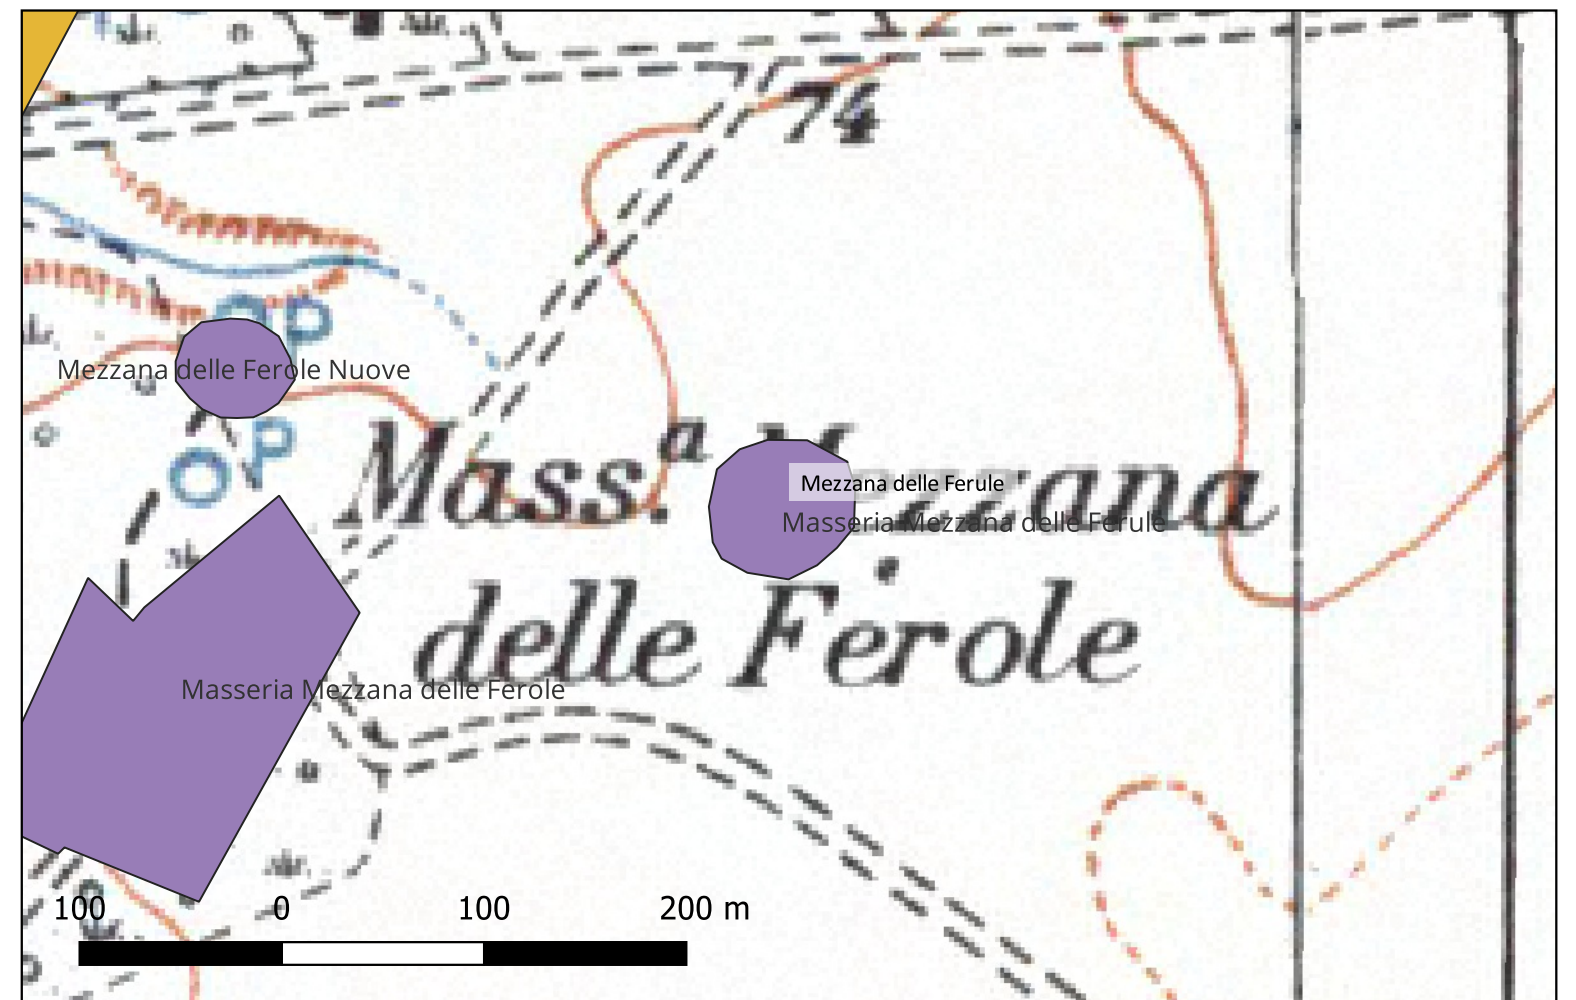 74
P
Mezzana delle Ferole Nuove
P
O
Mass.a Mezzana
Mezzana delle Ferule
Masseria Mezzana delle Ferule
delle Ferole
Masseria Mezzana delle Ferole
100 0 100 200 m